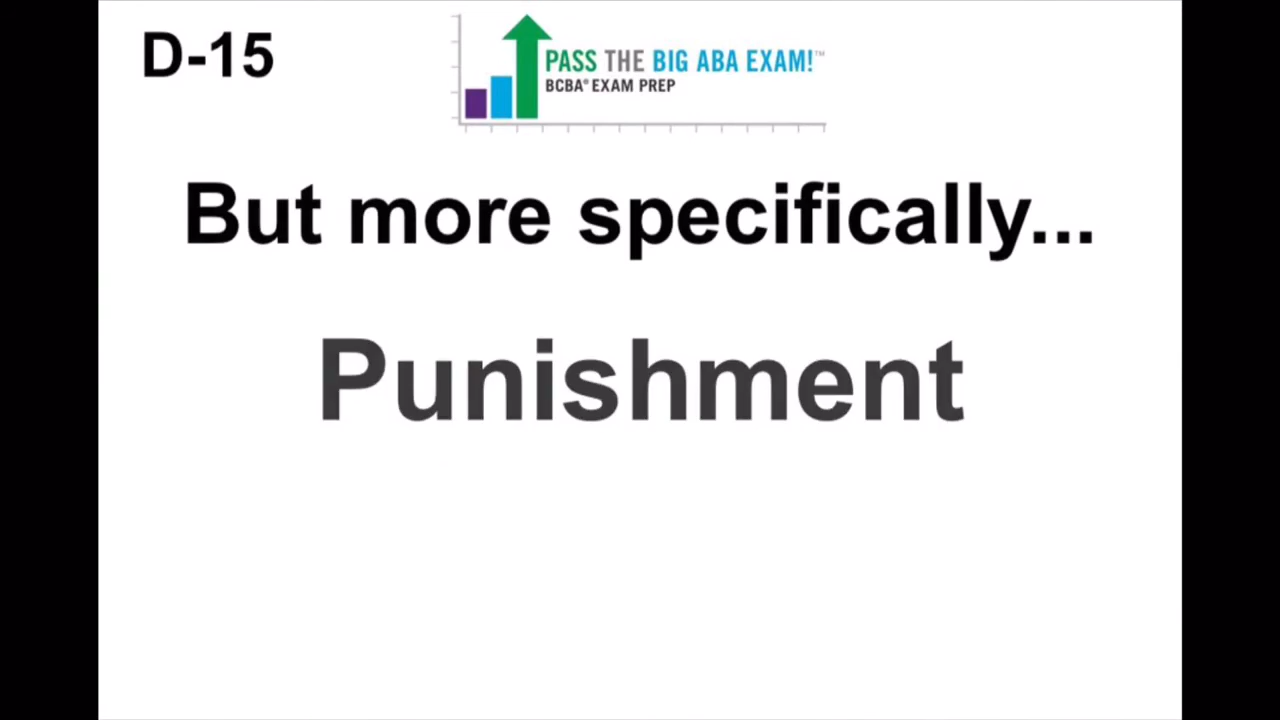 D-15
PASS THE BIG ABA EXAM!™
BCBA® EXAM PREP
But more specifically...
Punishment